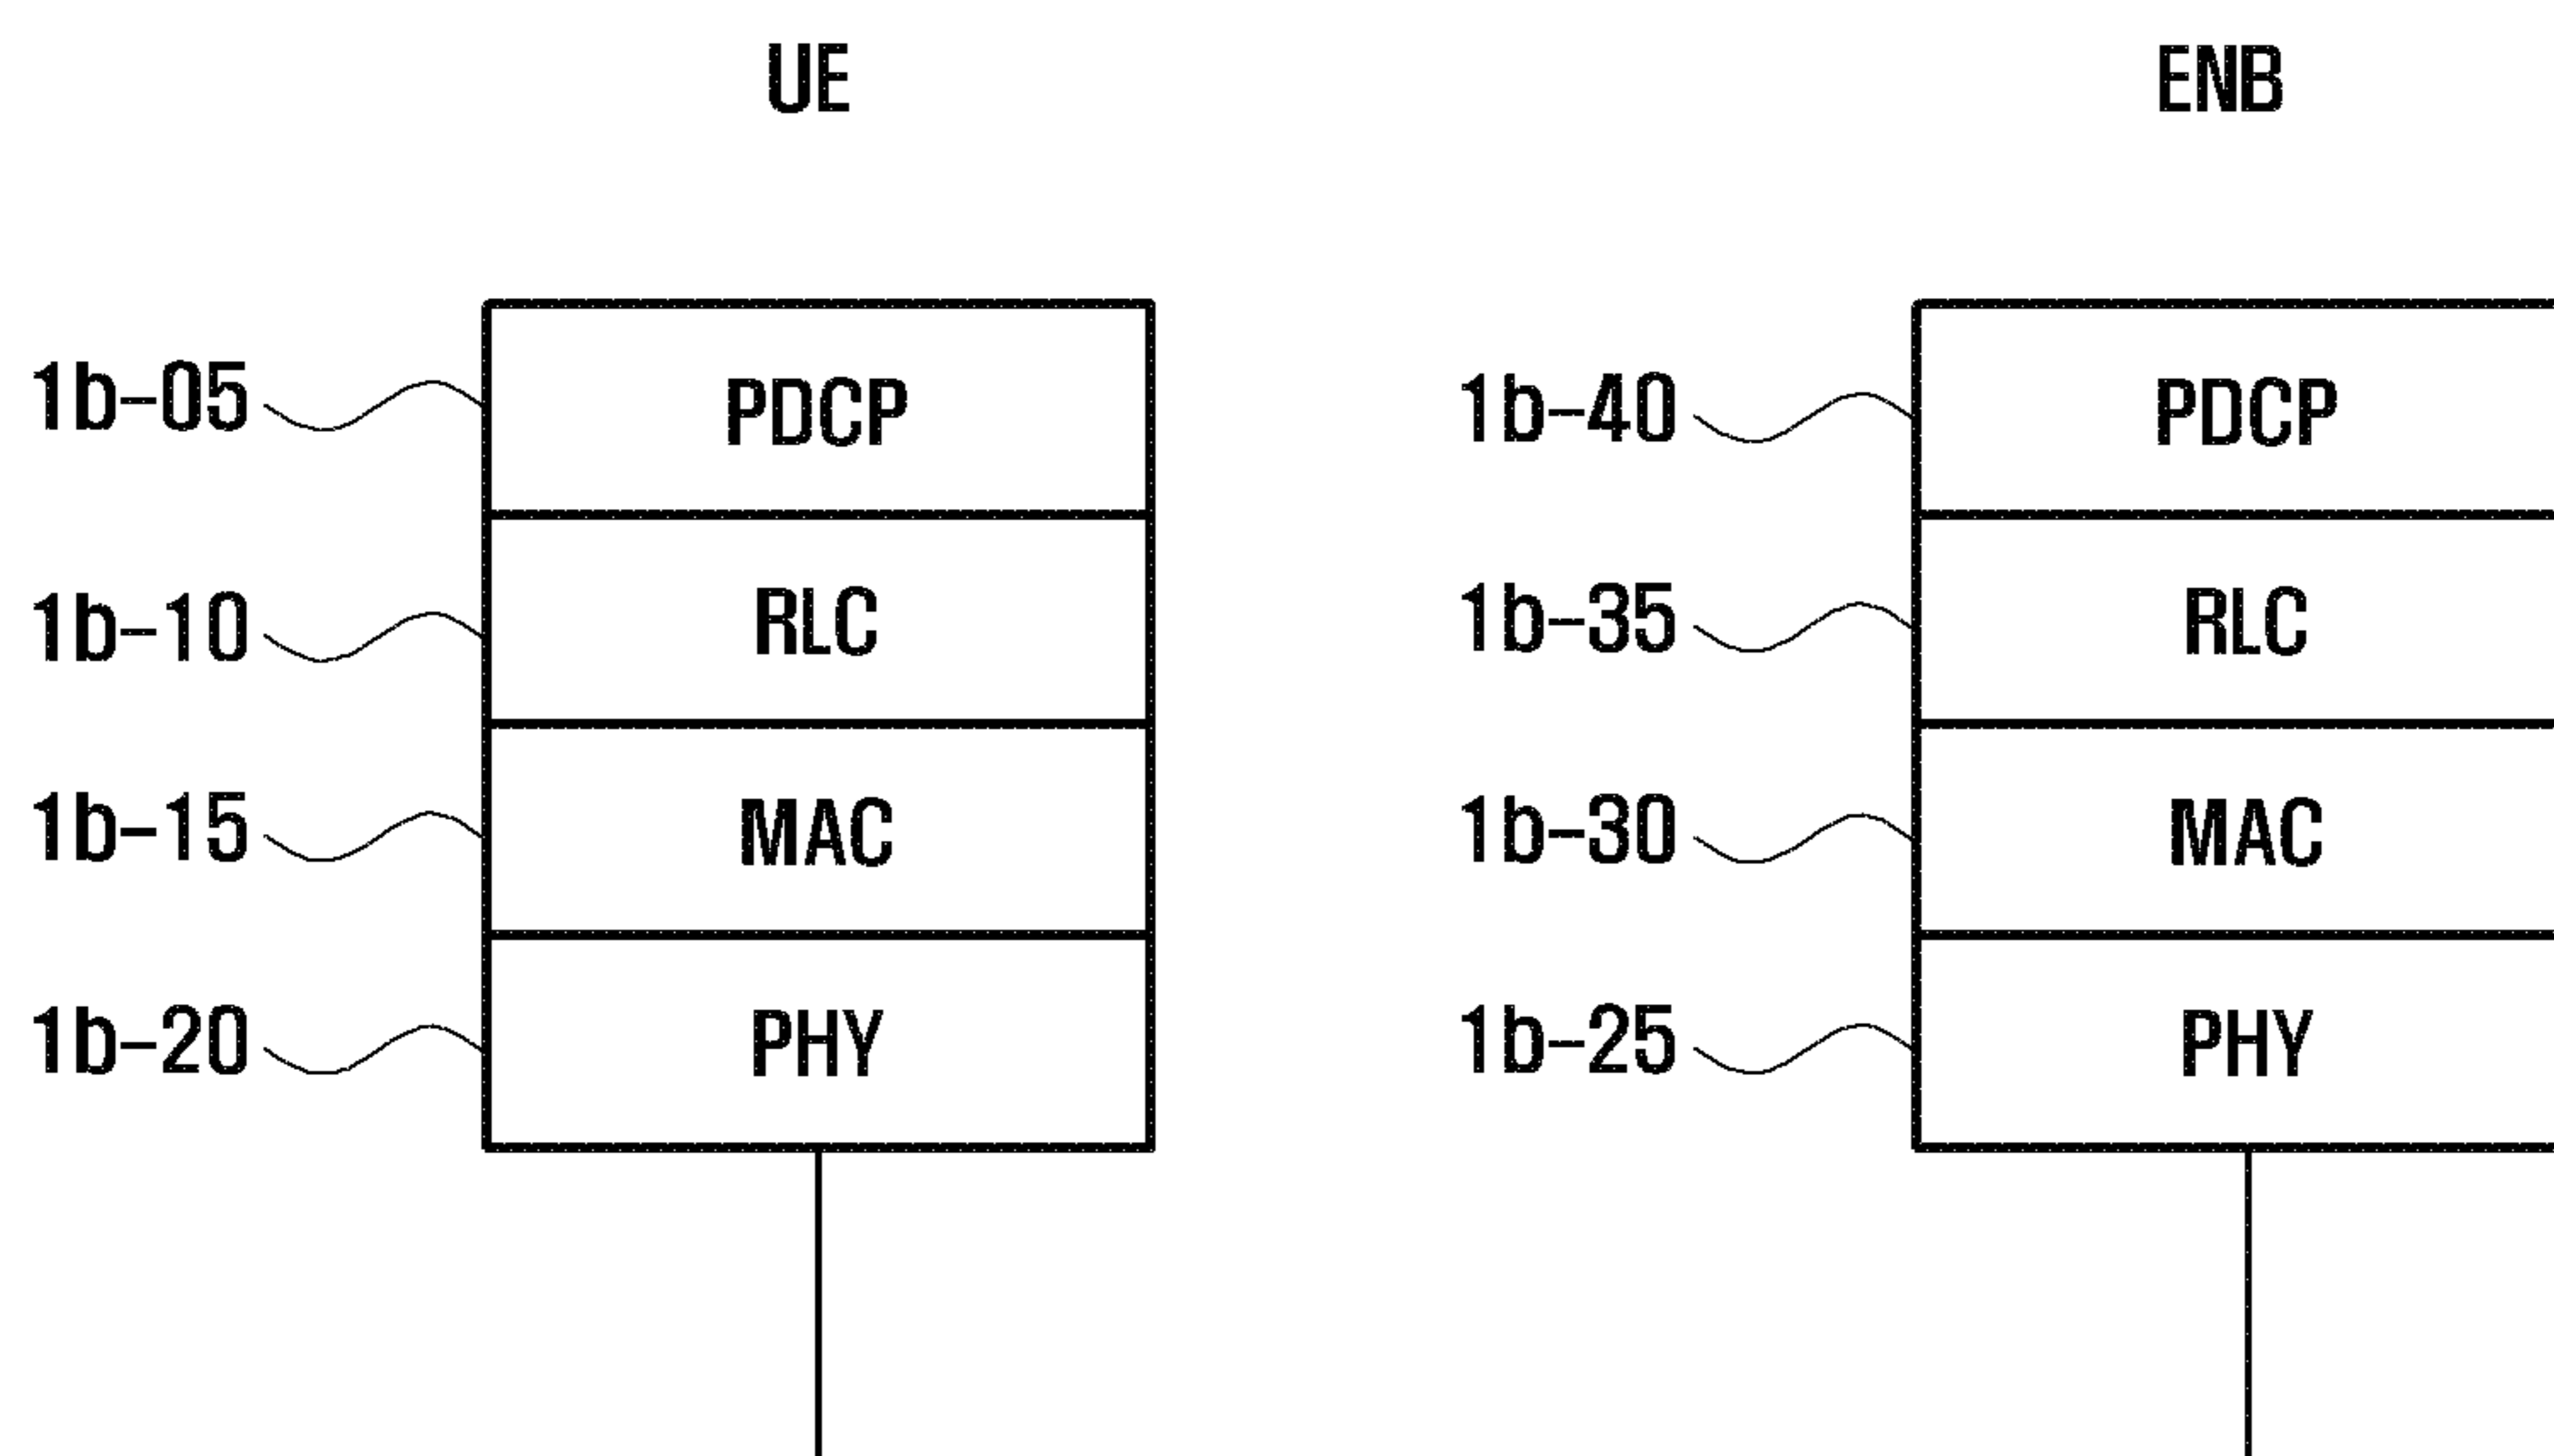 UE ENB
1b-05 PDCP 1b-40 PDCP
1b-10 RLC 1b-35 RLC
1b-15 MAC 1b-30 MAC
1b-20 PHY 1b-25 PHY